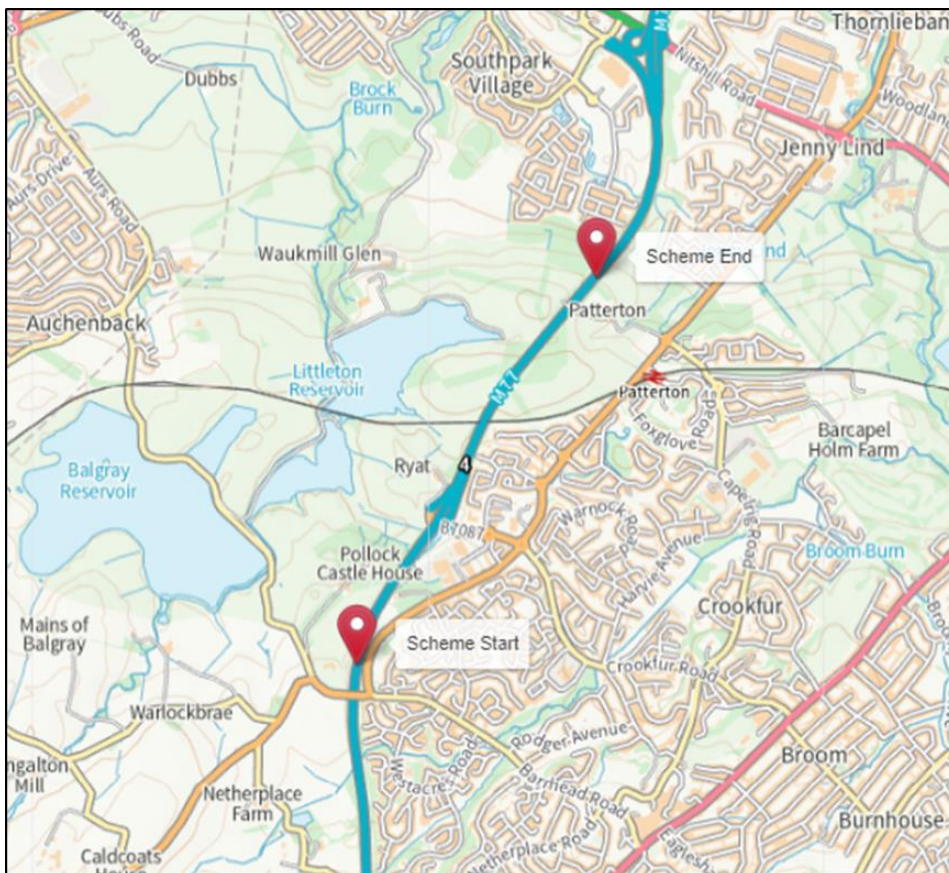 Dubbs Road
Dubbs
Southpark
Village
M
Thornlieban
Nitshill Road
Woodland
Brock
Burn
Jenny Lind
Aurs Drive
Aurs Road
Waukmill Glen
Scheme End
nd
Patterton
Auchenback
Littleton
Reservoir
M77
Patterton
Foxglove Road
Barcapel
Holm Farm
Balgray
Reservoir
Ryat
4
B7087
Capelrig Road
Broom Burn
Pollock
Castle House
Harvie Avenue
Crookfur
Mains of
Balgray
Scheme Start
Crookfur Road
Warlockbrae
Rodger Avenue
Westacres Road
Broom
ngalton
Mill
Barrhead Road
Netherplace
Farm
Burnhouse
Netherplace Road
Eaglesh
Caldcoats